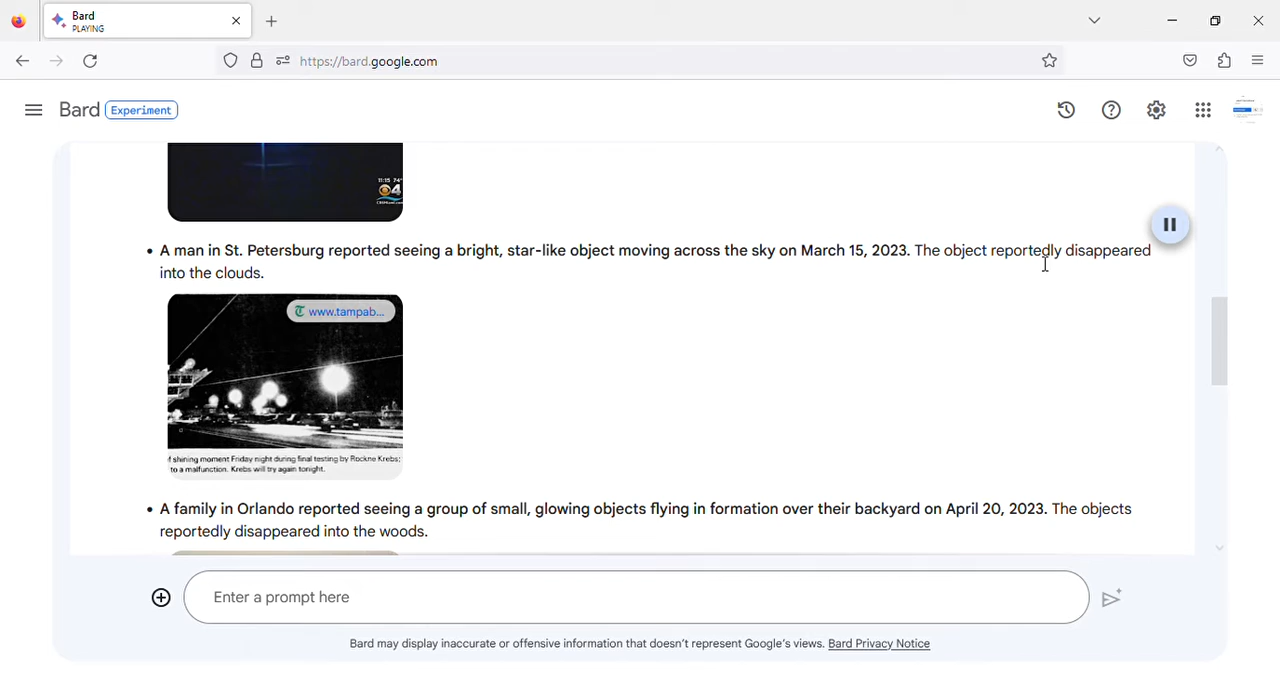 Bard
PLAYING
https://bard.google.com
Bard Experiment
11:15 74°
4
A man in St. Petersburg reported seeing a bright, star-like object moving across the sky on March 15, 2023. The object reportedly disappeared
into the clouds.
www.tampab...
f shining moment Friday night during final testing by Rockne Krebs;
to a malfunction. Krebs will try again tonight.
A family in Orlando reported seeing a group of small, glowing objects flying in formation over their backyard on April 20, 2023. The objects
reportedly disappeared into the woods.
Enter a prompt here
Bard may display inaccurate or offensive information that doesn't represent Google's views. Bard Privacy Notice